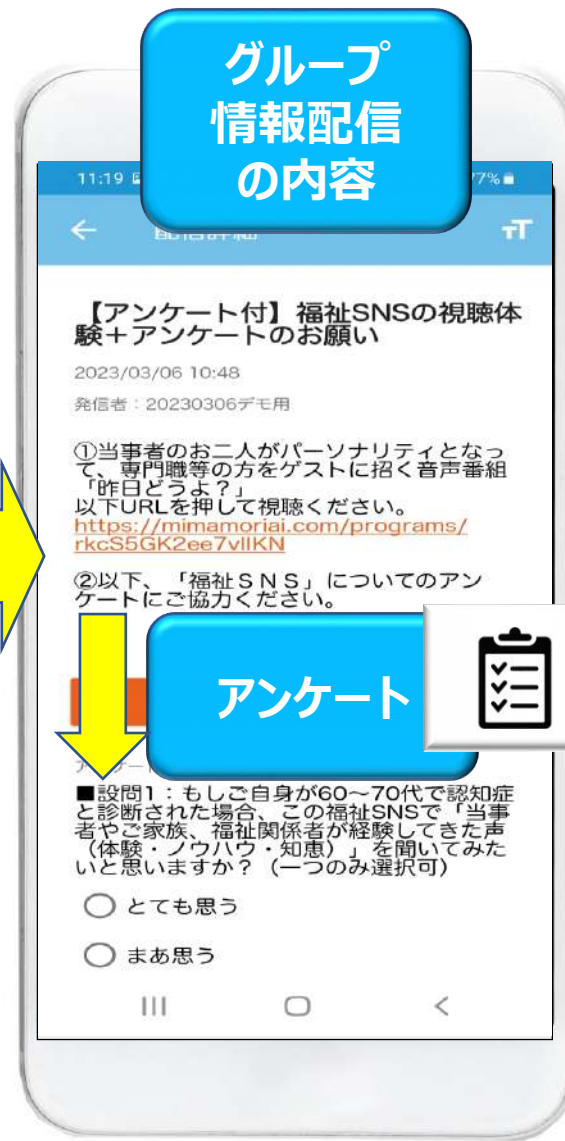 グループ
情報配信
の内容
11:19
77%
TT
【アンケート付】福祉SNSの視聴体
験＋アンケートのお願い
2023/03/06 10:48
発信者：20230306デモ用
①当事者のお二人がパーソナリティとなっ
て、専門職等の方をゲストに招く音声番組
「昨日どうよ？」
以下URLを押して視聴ください。
https://mimamoriai.com/programs/
rkcS5GK2ee7vlIKN
②以下、「福祉ＳＮＳ」についてのアン
ケートにご協力ください。
アンケート
■設問1：もしご自身が60～70代で認知症
と診断された場合、この福祉SNSで「当事
者やご家族、福祉関係者が経験してきた声
（体験・ノウハウ・知恵）」を聞いてみた
いと思いますか？（一つのみ選択可）
とても思う
まあ思う